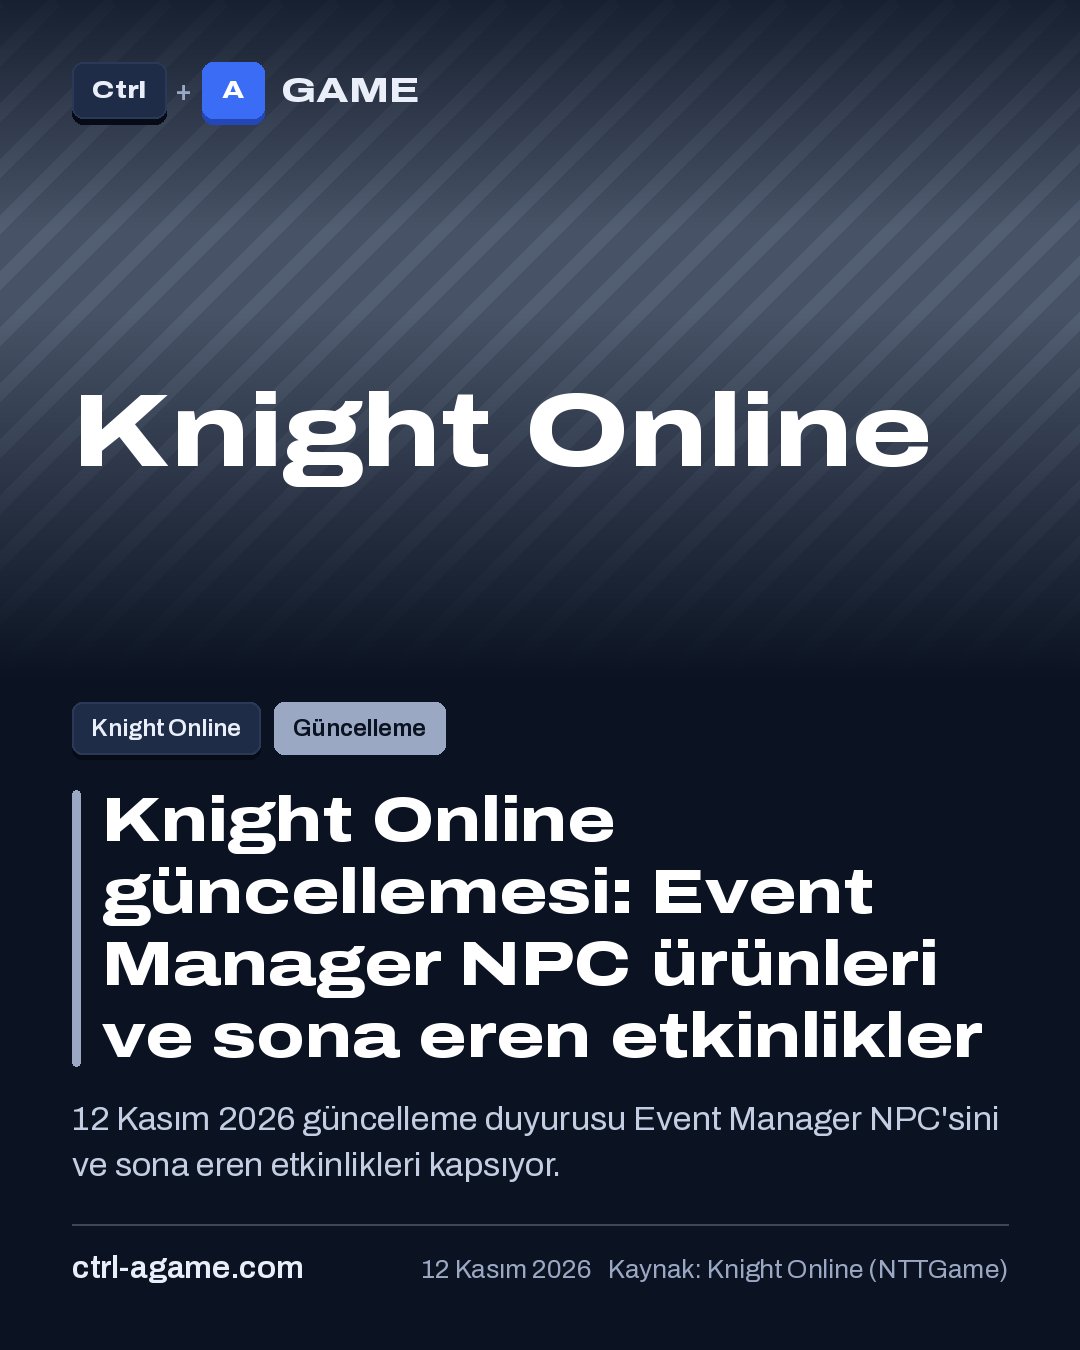 Ctrl + A GAME
Knight Online
Knight Online Güncelleme
Knight Online
güncellemesi: Event
Manager NPC ürünleri
ve sona eren etkinlikler
12 Kasım 2026 güncelleme duyurusu Event Manager NPC'sini
ve sona eren etkinlikleri kapsıyor.
ctrl-agame.com 12 Kasım 2026 Kaynak: Knight Online (NTTGame)